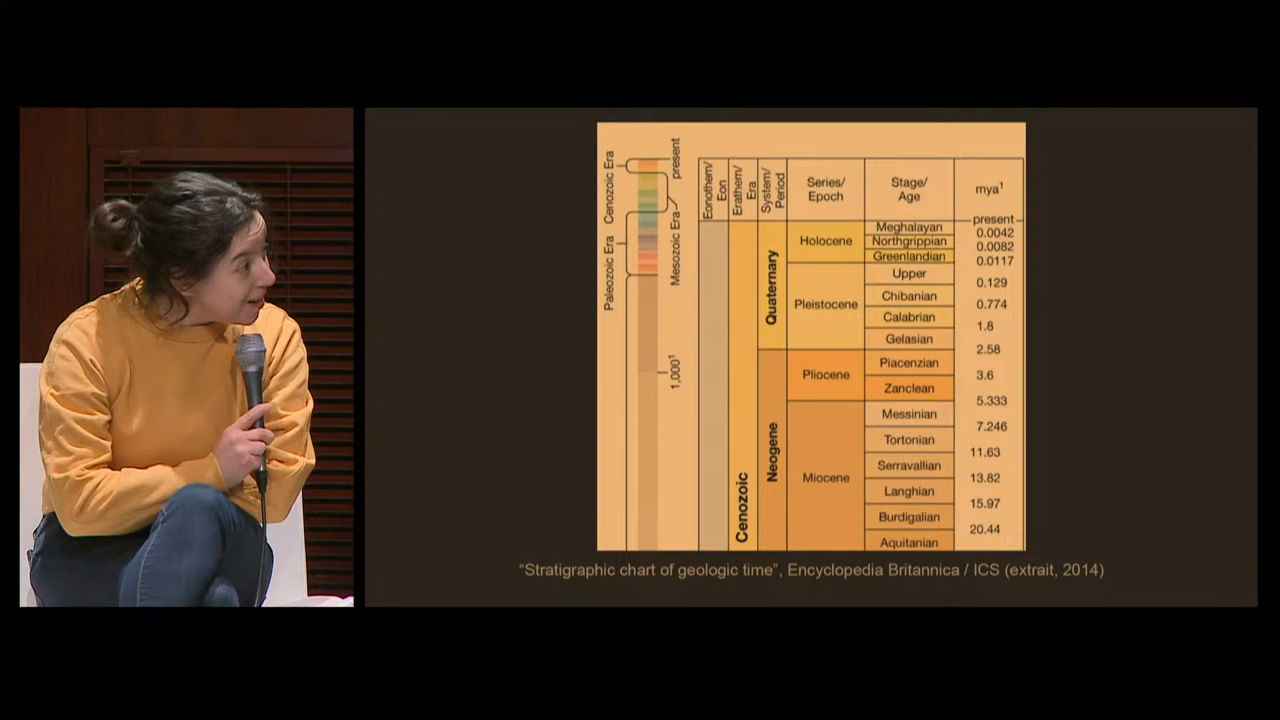 Cenozoic Era
present
Paleozoic Era
Mesozoic Era
1,000¹
Eonothem/
Eon
Erathem/
Era
System/
Period
Series/
Epoch
Stage/
Age
mya¹
Cenozoic
Quaternary
Neogene
Holocene
Pleistocene
Pliocene
Miocene
Meghalayan
Northgrippian
Greenlandian
Upper
Chibanian
Calabrian
Gelasian
Piacenzian
Zanclean
Messinian
Tortonian
Serravallian
Langhian
Burdigalian
Aquitanian
present
0.0042
0.0082
0.0117
0.129
0.774
1.8
2.58
3.6
5.333
7.246
11.63
13.82
15.97
20.44
“Stratigraphic chart of geologic time”, Encyclopedia Britannica / ICS (extrait, 2014)